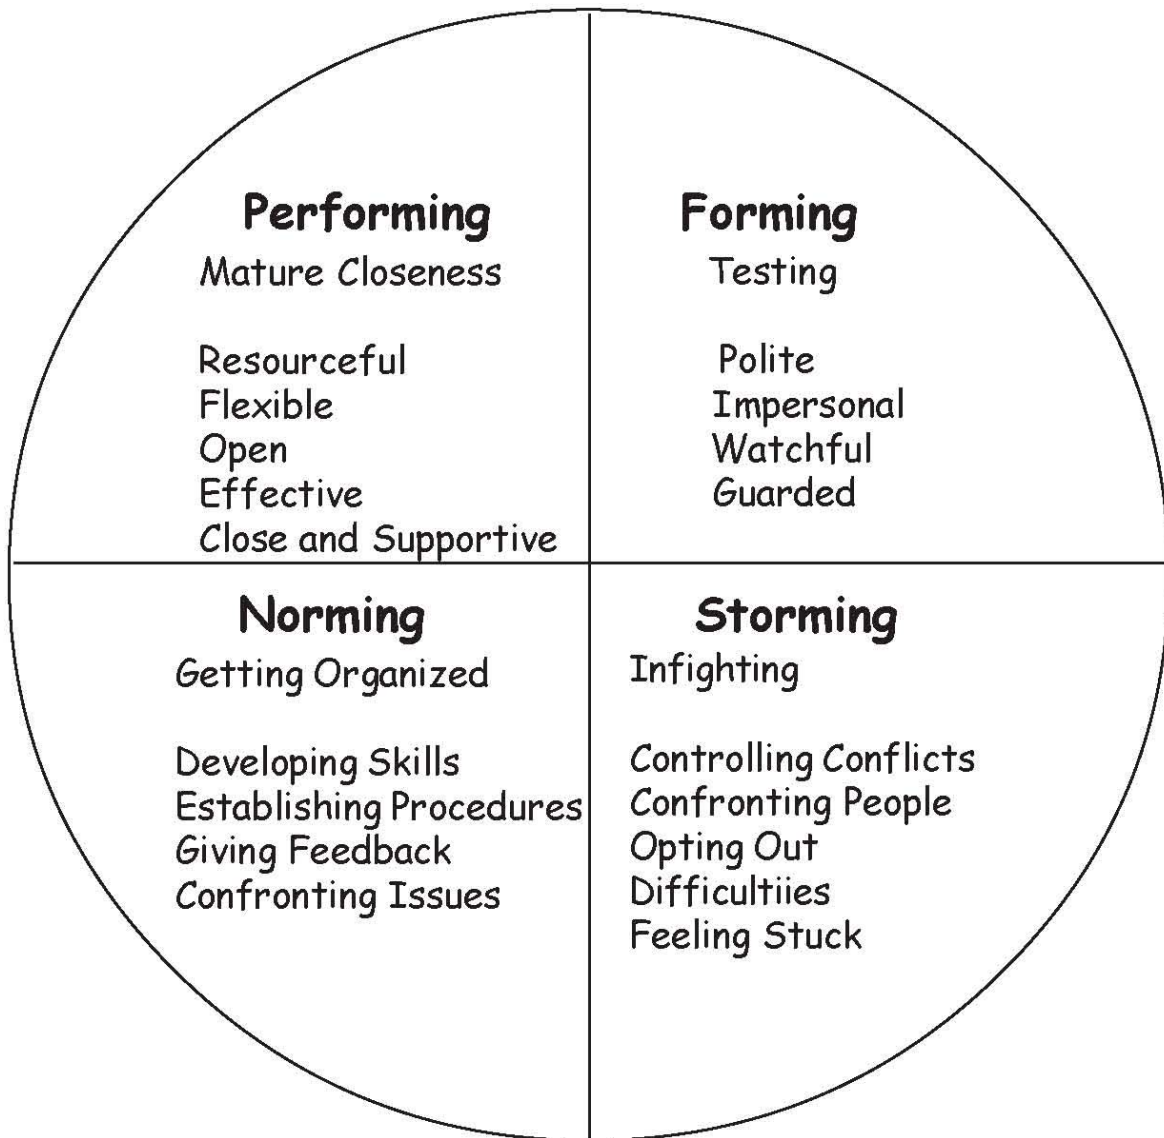 Performing
Mature Closeness
Resourceful
Flexible
Open
Effective
Close and Supportive
Forming
Testing
Polite
Impersonal
Watchful
Guarded
Norming
Getting Organized
Developing Skills
Establishing Procedures
Giving Feedback
Confronting Issues
Storming
Infighting
Controlling Conflicts
Confronting People
Opting Out
Difficultiies
Feeling Stuck